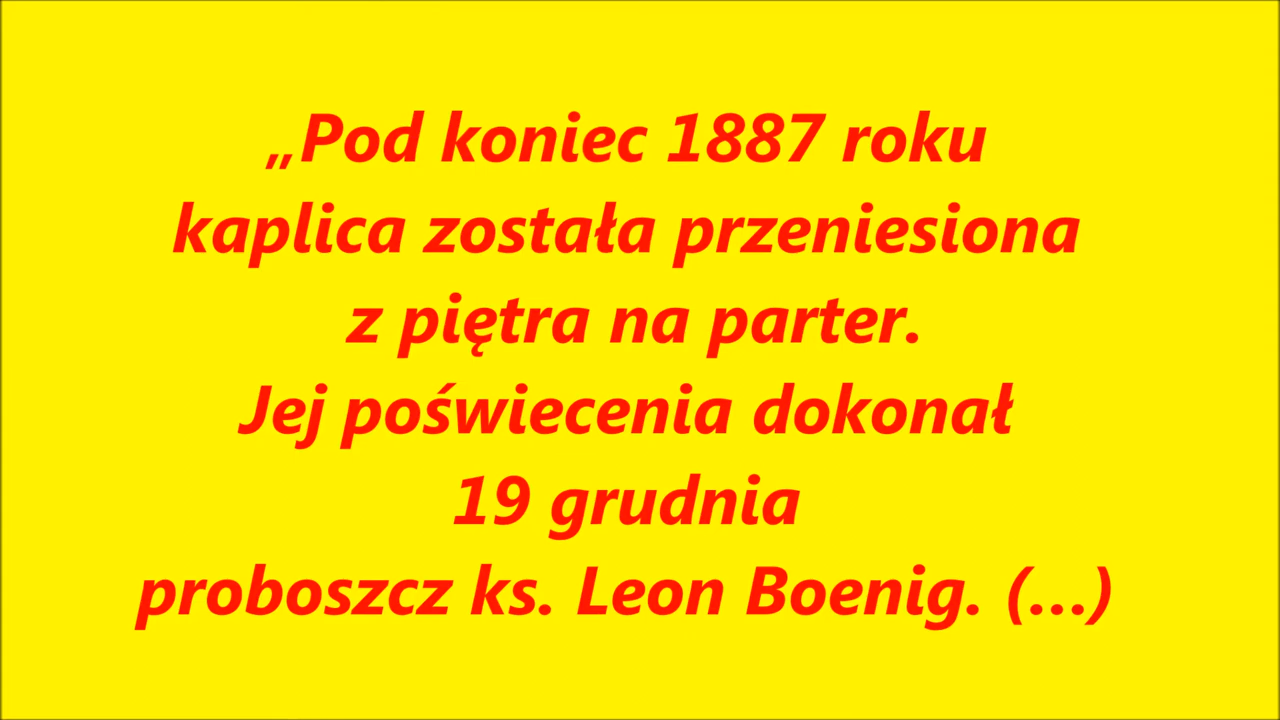 „Pod koniec 1887 roku
kaplica została przeniesiona
z piętra na parter.
Jej poświecenia dokonał
19 grudnia
proboszcz ks. Leon Boenig. (...)